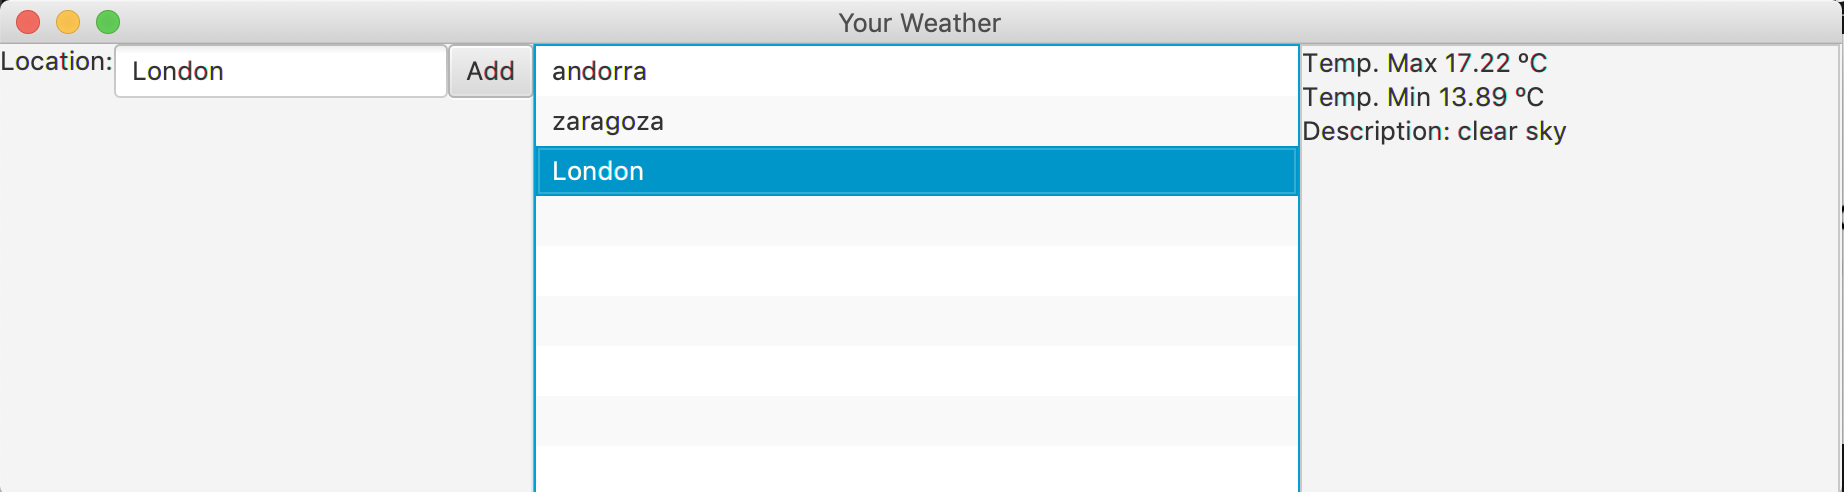 Your Weather
Location:
London
Add
andorra
zaragoza
London
Temp. Max 17.22 ºC
Temp. Min 13.89 ºC
Description: clear sky